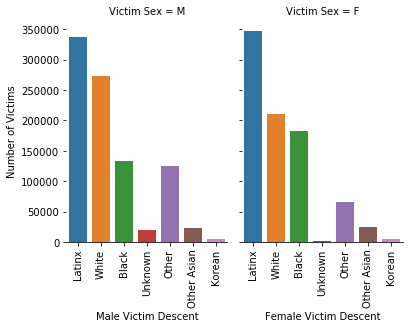 Victim Sex = M
Victim Sex = F
Number of Victims
350000
300000
250000
200000
150000
100000
50000
0
Latinx
White
Black
Unknown
Other
Other Asian
Korean
Latinx
White
Black
Unknown
Other
Other Asian
Korean
Male Victim Descent
Female Victim Descent